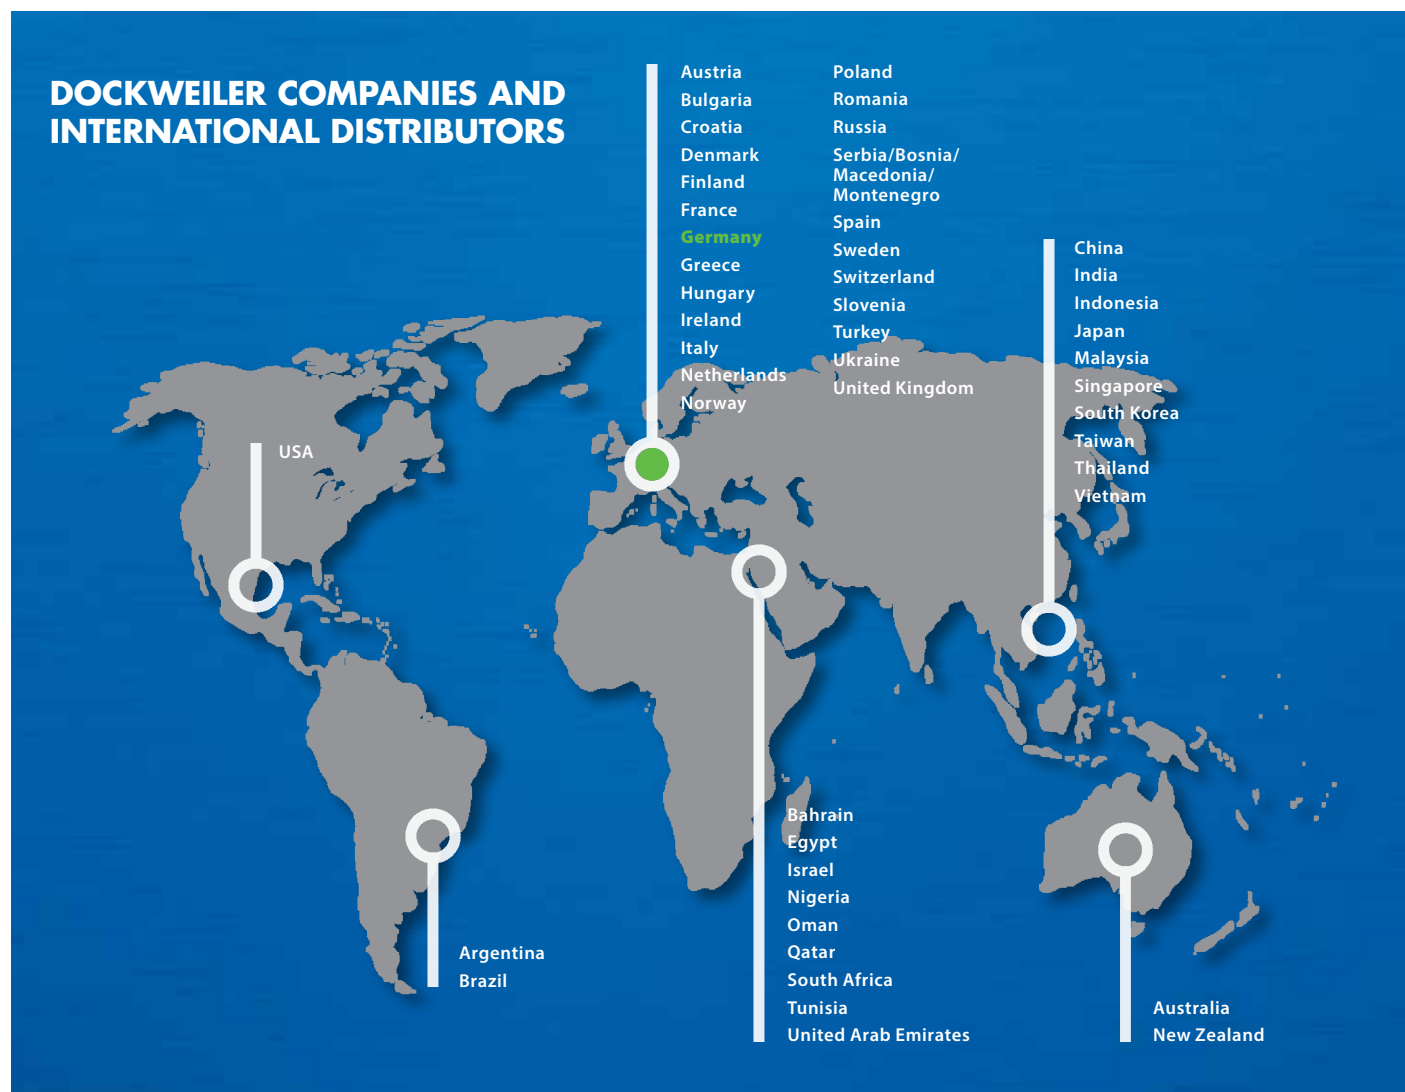 DOCKWEILER COMPANIES AND
INTERNATIONAL DISTRIBUTORS
Austria
Bulgaria
Croatia
Denmark
Finland
France
Germany
Greece
Hungary
Ireland
Italy
Netherlands
Norway
Poland
Romania
Russia
Serbia/Bosnia/
Macedonia/
Montenegro
Spain
Sweden
Switzerland
Slovenia
Turkey
Ukraine
United Kingdom
China
India
Indonesia
Japan
Malaysia
Singapore
South Korea
Taiwan
Thailand
Vietnam
USA
Bahrain
Egypt
Israel
Nigeria
Oman
Qatar
South Africa
Tunisia
United Arab Emirates
Argentina
Brazil
Australia
New Zealand